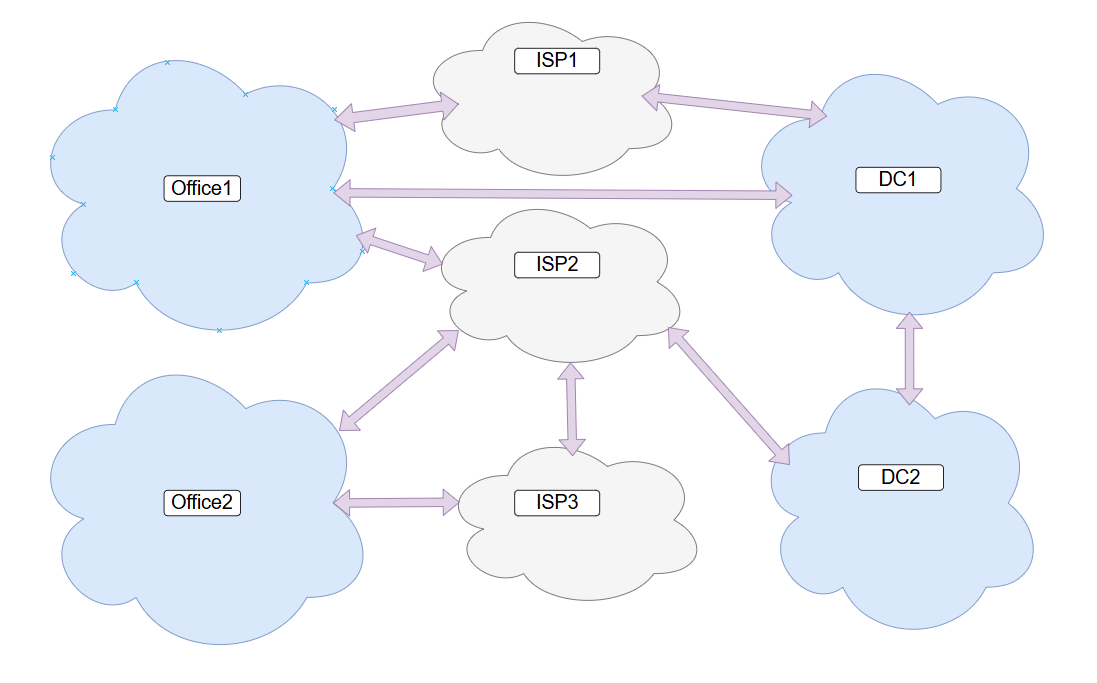 ISP1
Office1
DC1
ISP2
Office2
ISP3
DC2